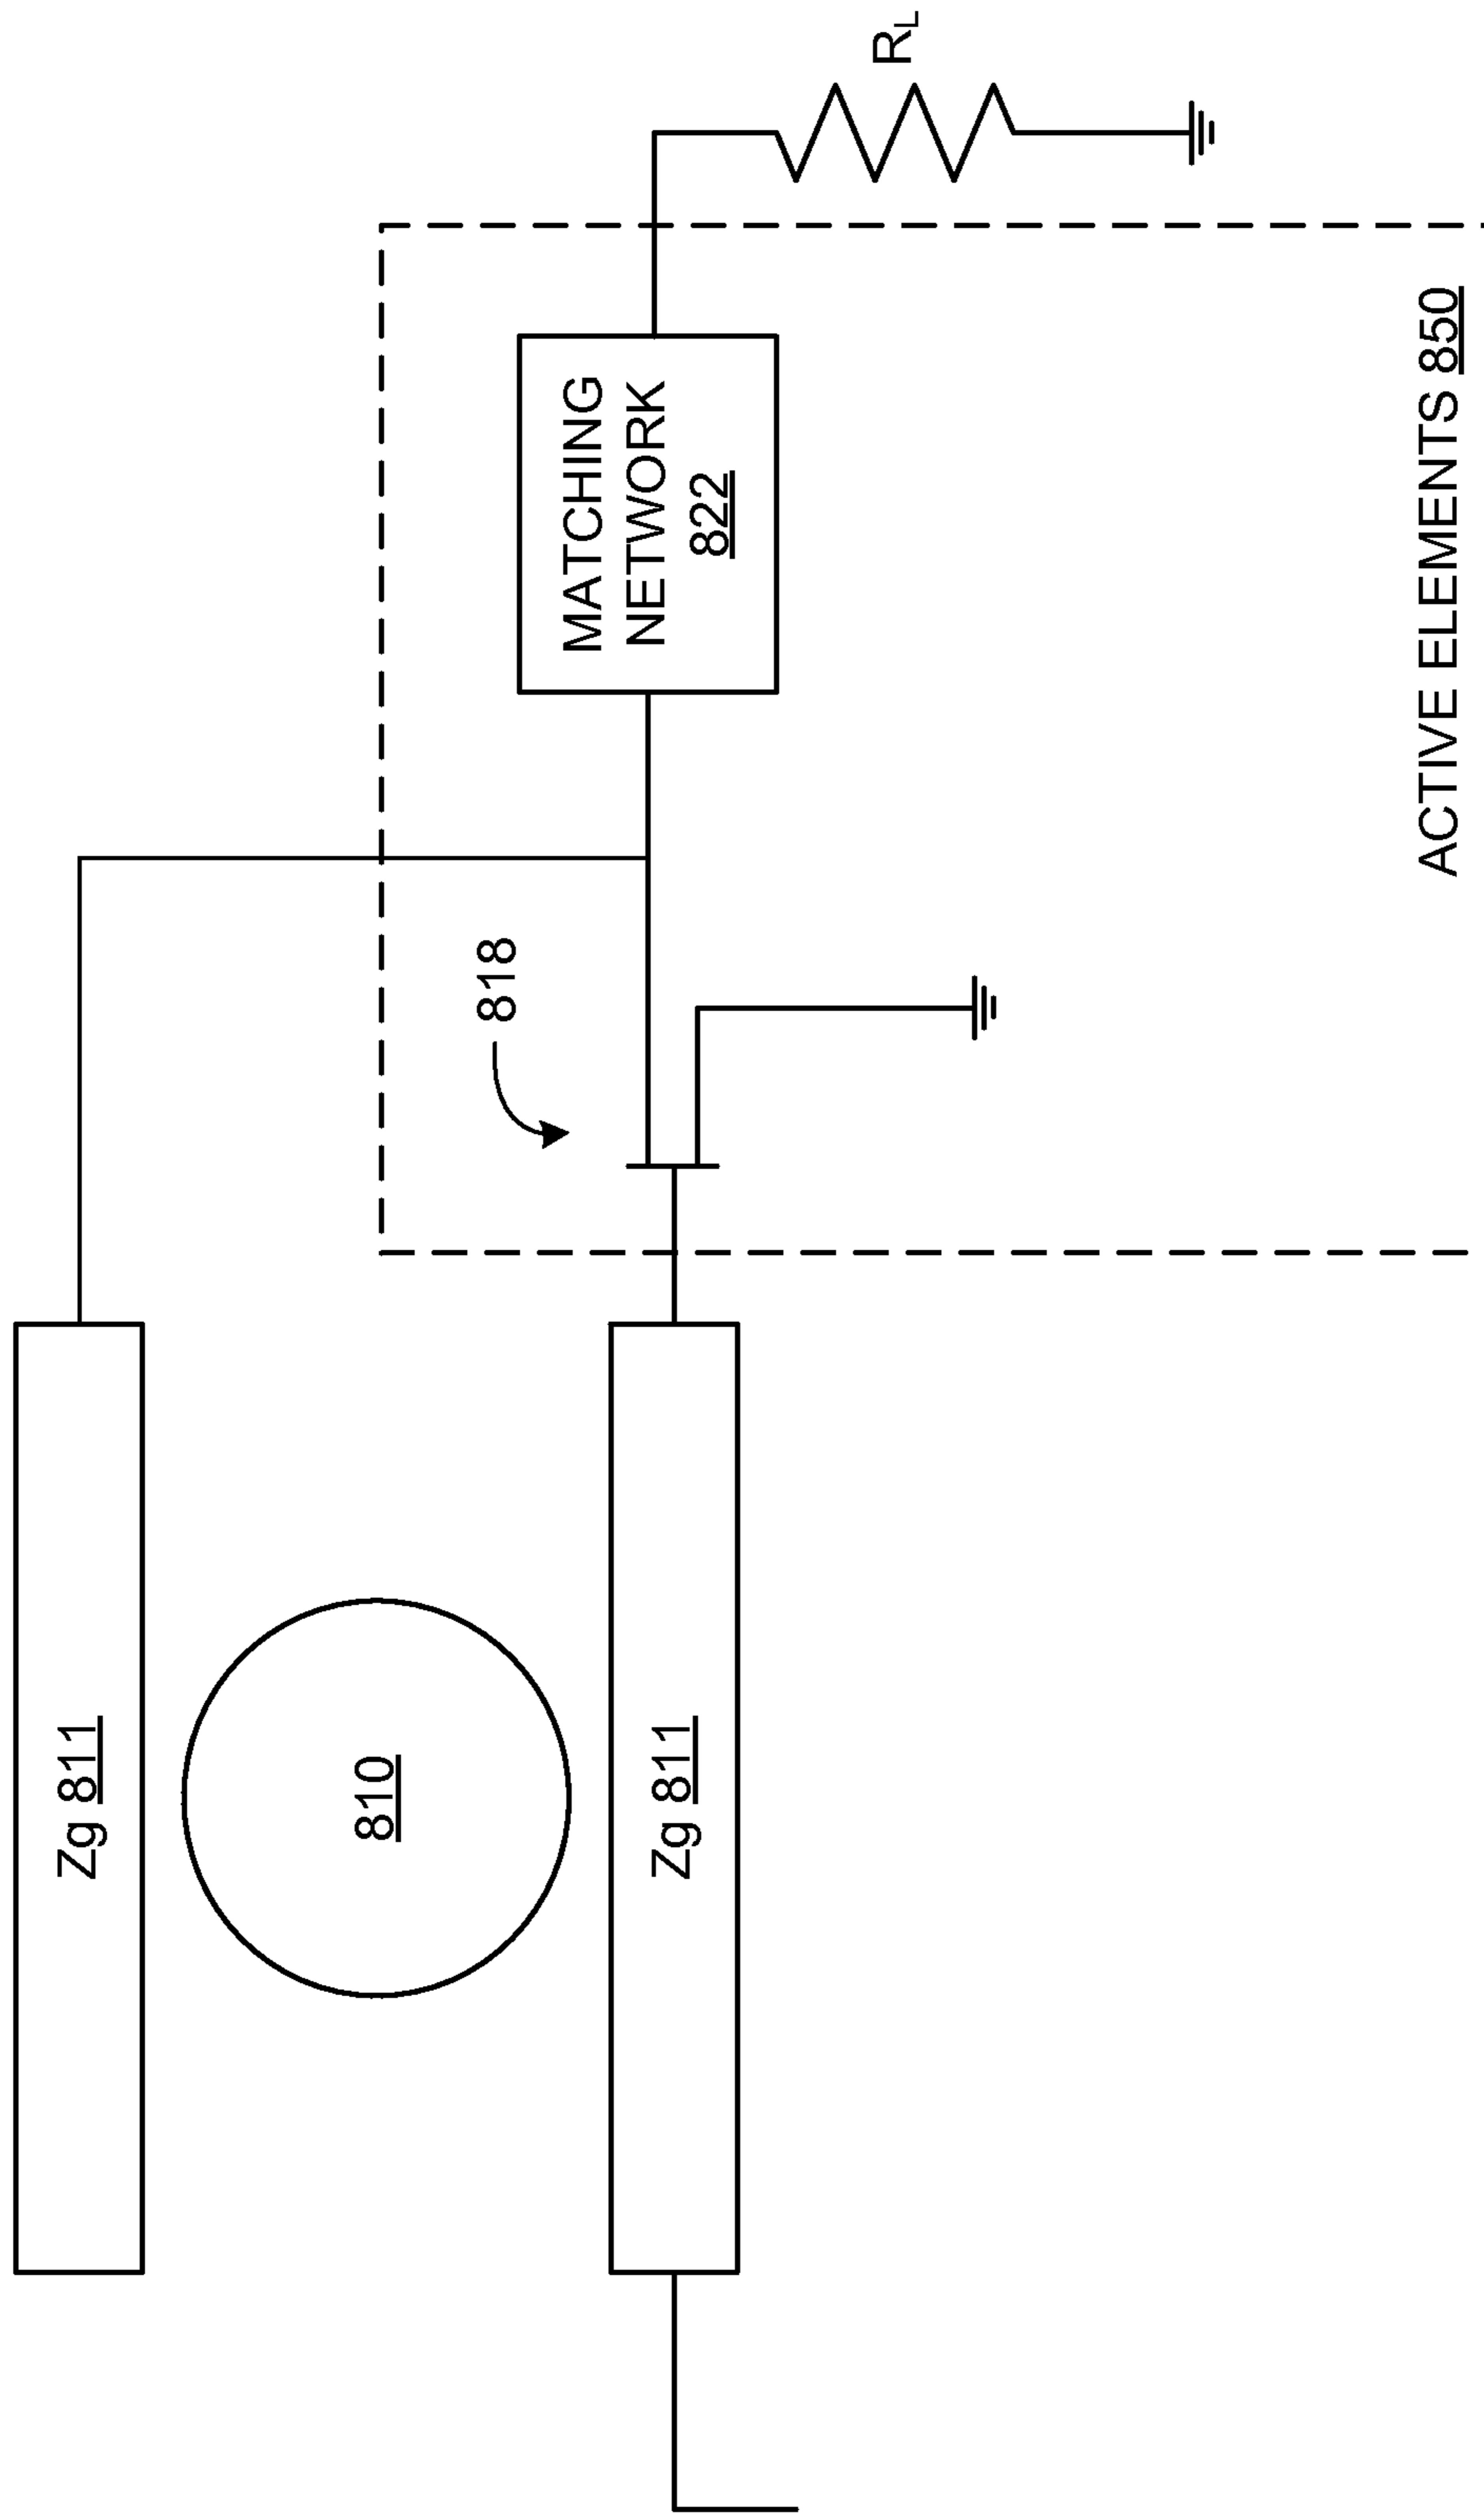 Zg 811
810
Zg 811
818
MATCHING
NETWORK
822
RL
ACTIVE ELEMENTS 850